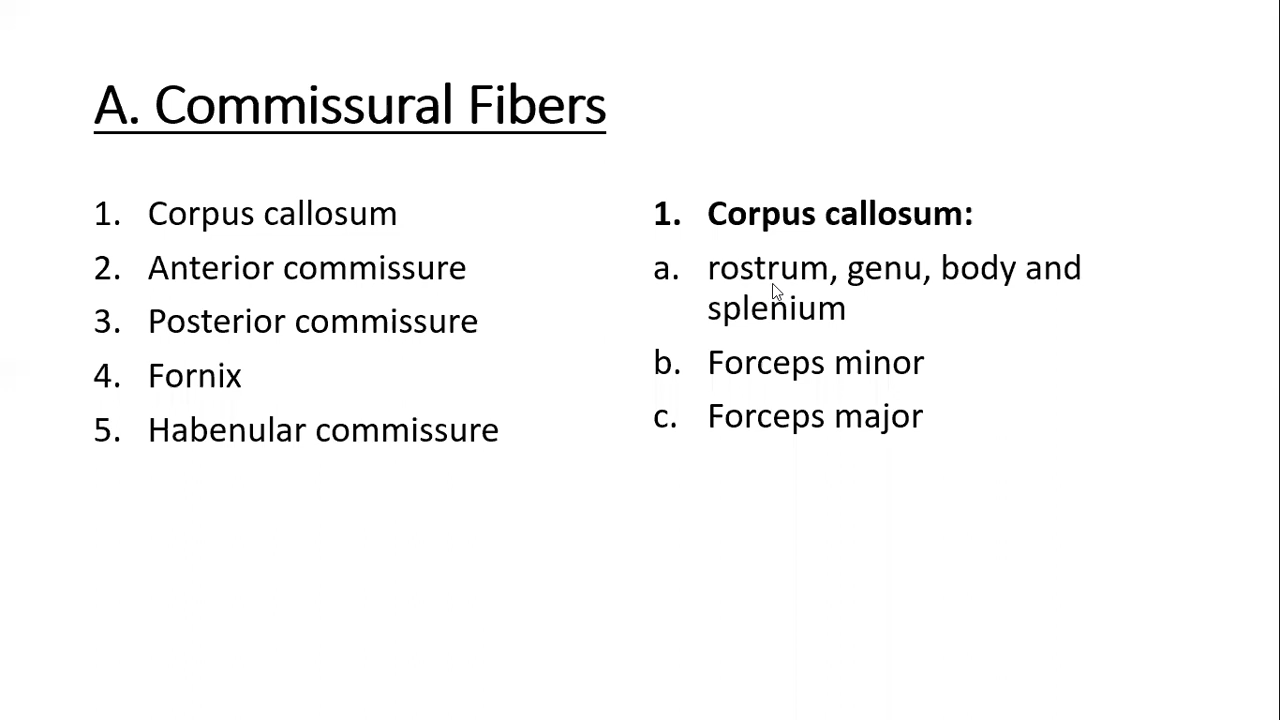 A. Commissural Fibers
1. Corpus callosum
2. Anterior commissure
3. Posterior commissure
4. Fornix
5. Habenular commissure
1. Corpus callosum:
a. rostrum, genu, body and
splenium
b. Forceps minor
c. Forceps major